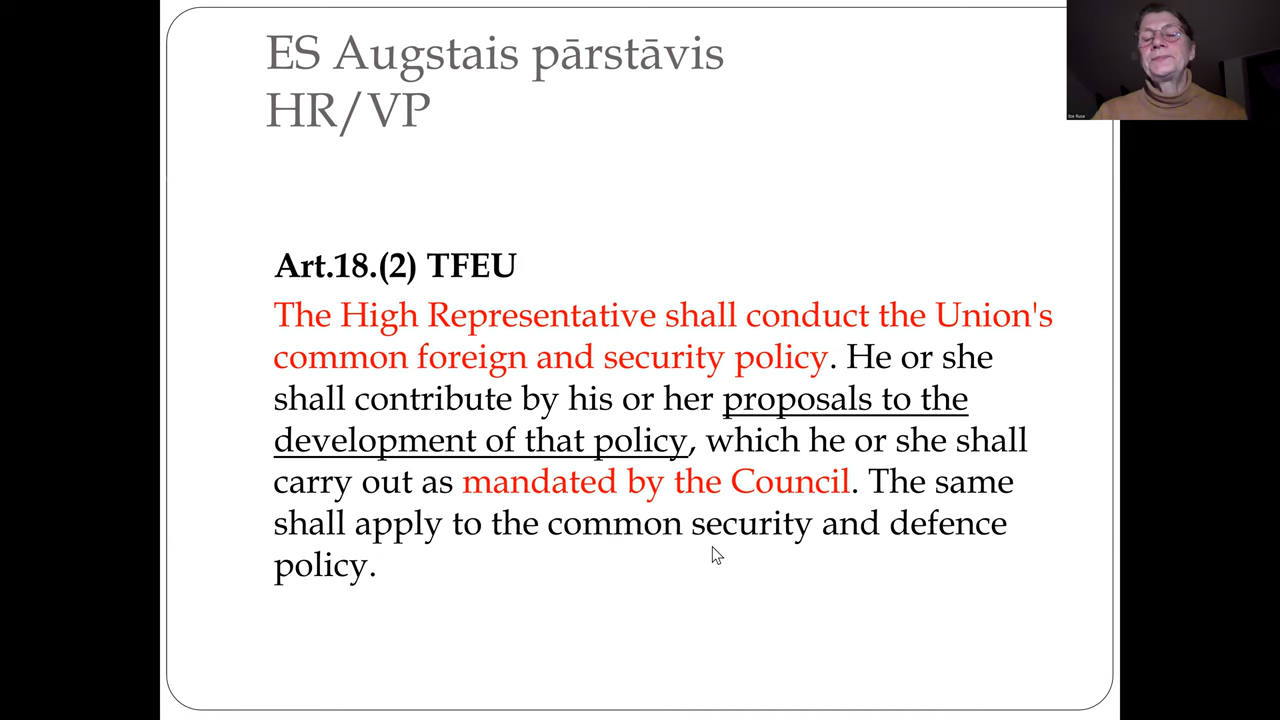 ES Augstais pārstāvis
HR/VP
Art.18.(2) TFEU
The High Representative shall conduct the Union's
common foreign and security policy. He or she
shall contribute by his or her proposals to the
development of that policy, which he or she shall
carry out as mandated by the Council. The same
shall apply to the common security and defence
policy.
Ilze Ruse